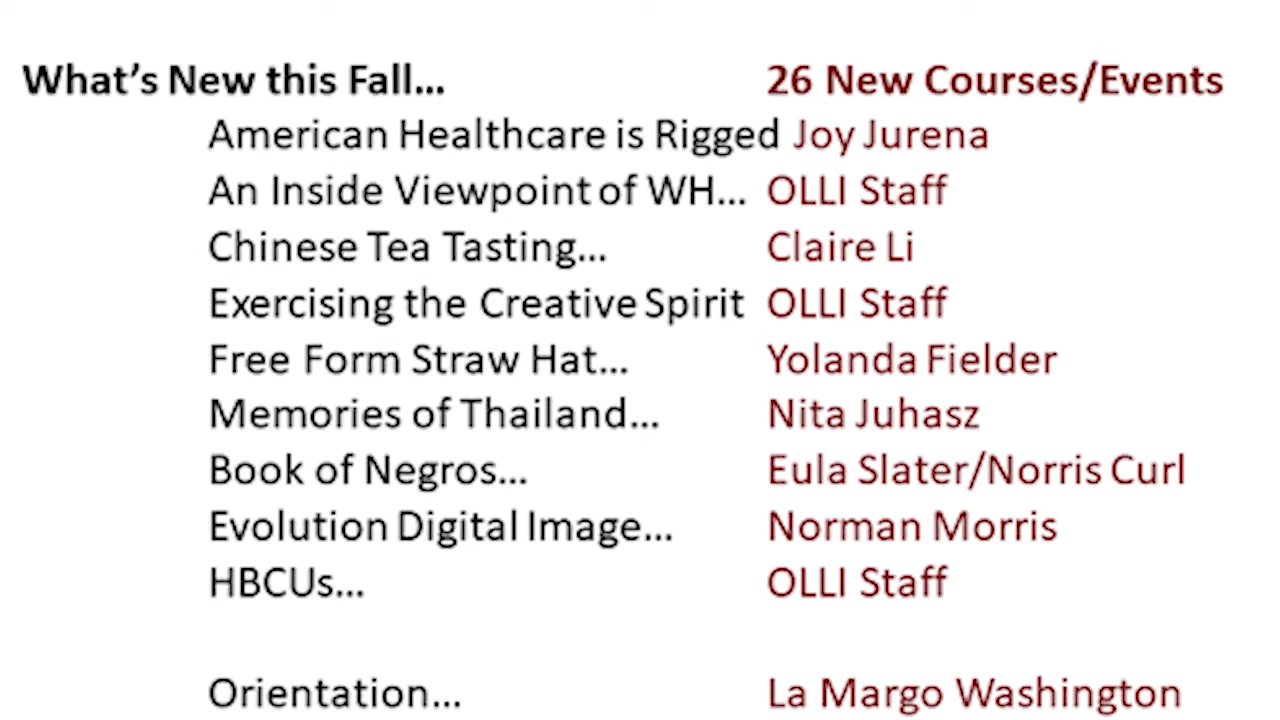 What's New this Fall... 26 New Courses/Events
American Healthcare is Rigged Joy Jurena
An Inside Viewpoint of WH... OLLI Staff
Chinese Tea Tasting... Claire Li
Exercising the Creative Spirit OLLI Staff
Free Form Straw Hat... Yolanda Fielder
Memories of Thailand... Nita Juhasz
Book of Negros... Eula Slater/Norris Curl
Evolution Digital Image... Norman Morris
HBCUs... OLLI Staff
Orientation... La Margo Washington